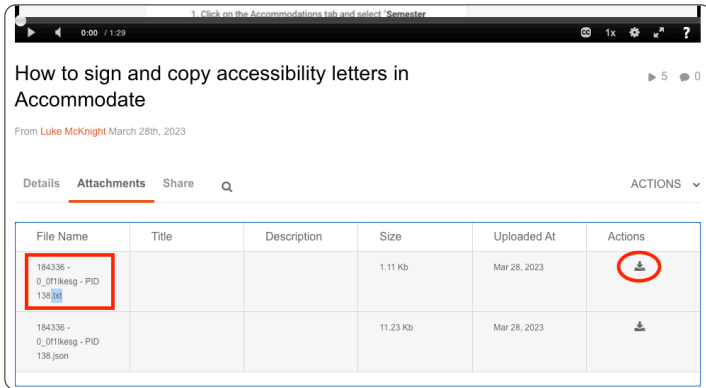 1. Click on the Accommodations tab and select `Semester
0:00 / 1:29 CC 1x ?
How to sign and copy accessibility letters in
Accommodate
5 0
From Luke McKnight March 28th, 2023
Details Attachments Share ACTIONS
File Name Title Description Size Uploaded At Actions
184336 -
0_0f1lkesg - PID
138.txt
1.11 Kb Mar 28, 2023
184336 -
0_0f1lkesg - PID
138.json
11.23 Kb Mar 28, 2023